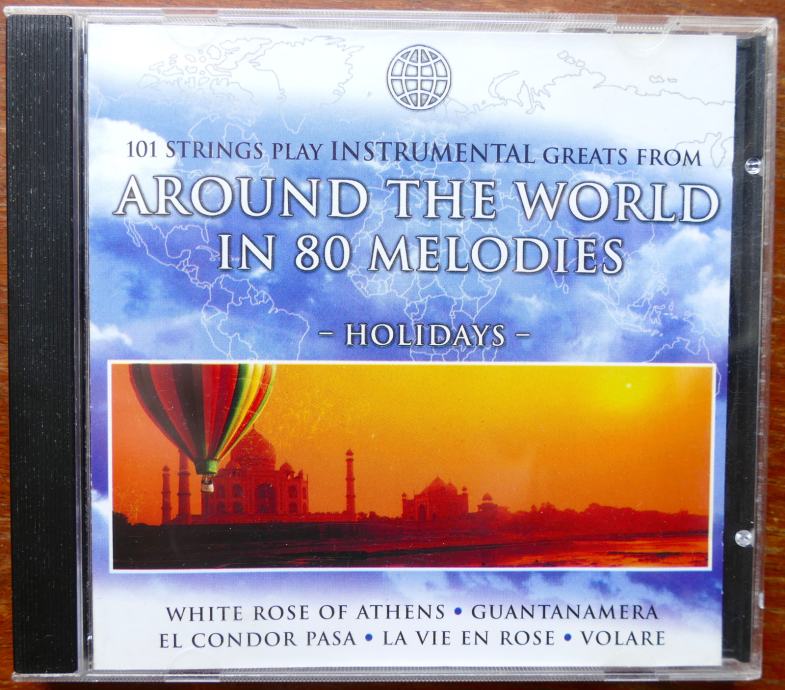 101 STRINGS PLAY INSTRUMENTAL GREATS FROM
AROUND THE WORLD
IN 80 MELODIES
– HOLIDAYS –
WHITE ROSE OF ATHENS • GUANTANAMERA
EL CONDOR PASA • LA VIE EN ROSE • VOLARE